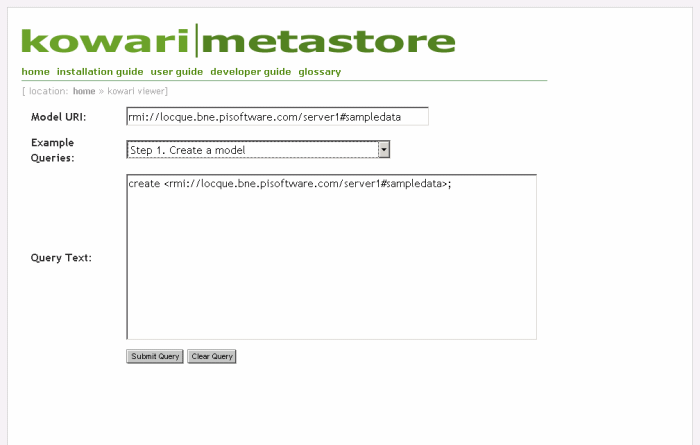 kowari|metastore
home installation guide user guide developer guide glossary
[ location: home » kowari viewer]
Model URI: rmi://locque.bne.pisoftware.com/server1#sampledata
Example Queries: Step 1. Create a model
create <rmi://locque.bne.pisoftware.com/server1#sampledata>;
Query Text:
Submit Query Clear Query